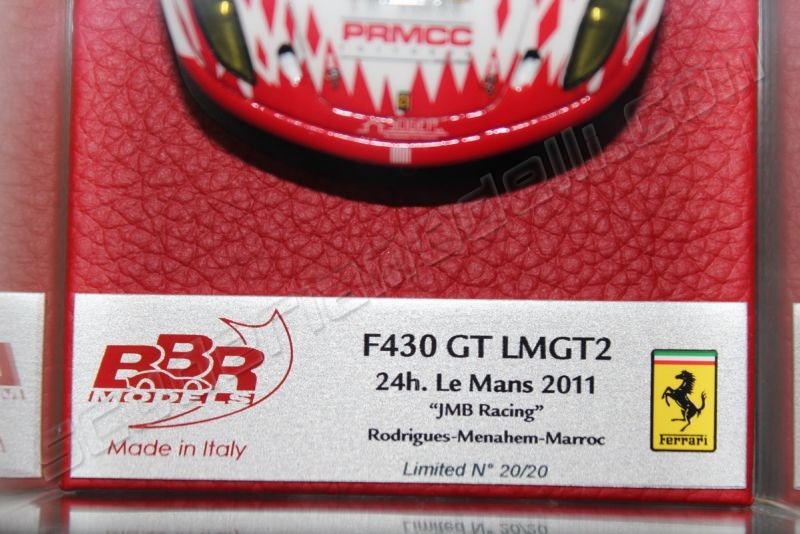 PRMCC
BBR
MODELS
Made in Italy
F430 GT LMGT2
24h. Le Mans 2011
"JMB Racing"
Rodrigues-Menahem-Marroc
Limited N° 20/20
Ferrari